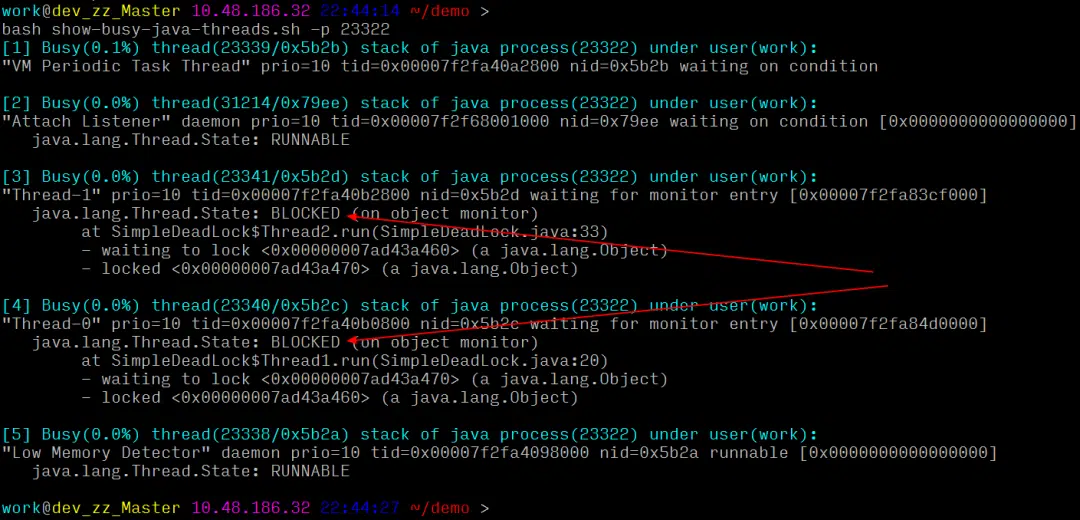 work@dev_zz_Master 10.48.186.32 22:44:14 ~/demo >
bash show-busy-java-threads.sh -p 23322
[1] Busy(0.1%) thread(23339/0x5b2b) stack of java process(23322) under user(work):
"VM Periodic Task Thread" prio=10 tid=0x00007f2fa40a2800 nid=0x5b2b waiting on condition
[2] Busy(0.0%) thread(31214/0x79ee) stack of java process(23322) under user(work):
"Attach Listener" daemon prio=10 tid=0x00007f2f68001000 nid=0x79ee waiting on condition [0x0000000000000000]
java.lang.Thread.State: RUNNABLE
[3] Busy(0.0%) thread(23341/0x5b2d) stack of java process(23322) under user(work):
"Thread-1" prio=10 tid=0x00007f2fa40b2800 nid=0x5b2d waiting for monitor entry [0x00007f2fa83cf000]
java.lang.Thread.State: BLOCKED (on object monitor)
at SimpleDeadLock$Thread2.run(SimpleDeadLock.java:33)
- waiting to lock <0x00000007ad43a460> (a java.lang.Object)
- locked <0x00000007ad43a470> (a java.lang.Object)
[4] Busy(0.0%) thread(23340/0x5b2c) stack of java process(23322) under user(work):
"Thread-0" prio=10 tid=0x00007f2fa40b0800 nid=0x5b2c waiting for monitor entry [0x00007f2fa84d0000]
java.lang.Thread.State: BLOCKED (on object monitor)
at SimpleDeadLock$Thread1.run(SimpleDeadLock.java:20)
- waiting to lock <0x00000007ad43a470> (a java.lang.Object)
- locked <0x00000007ad43a460> (a java.lang.Object)
[5] Busy(0.0%) thread(23338/0x5b2a) stack of java process(23322) under user(work):
"Low Memory Detector" daemon prio=10 tid=0x00007f2fa4098000 nid=0x5b2a runnable [0x0000000000000000]
java.lang.Thread.State: RUNNABLE
work@dev_zz_Master 10.48.186.32 22:44:27 ~/demo >